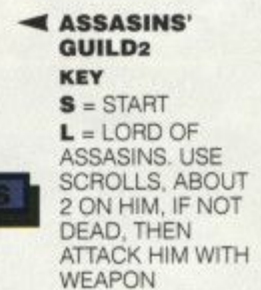 ASSASINS'
GUILD2
KEY
S = START
L = LORD OF
ASSASINS. USE
SCROLLS, ABOUT
2 ON HIM, IF NOT
DEAD, THEN
ATTACK HIM WITH
WEAPON
S